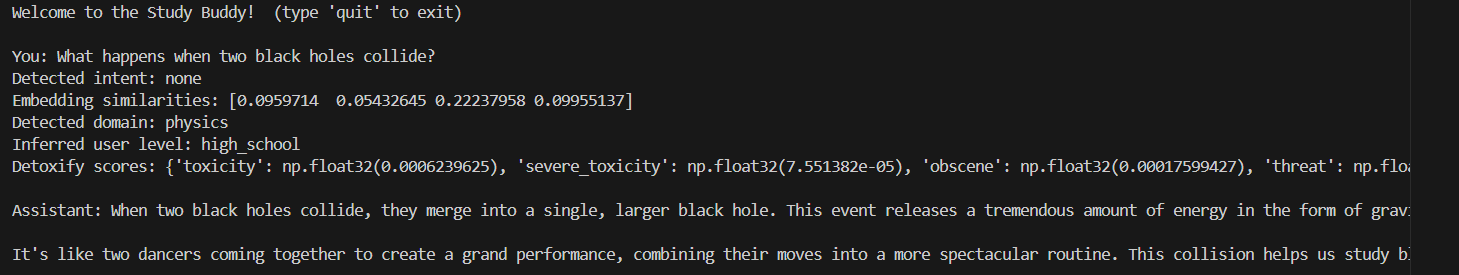 Welcome to the Study Buddy!  (type 'quit' to exit)
You: What happens when two black holes collide?
Detected intent: none
Embedding similarities: [0.0959714  0.05432645 0.22237958 0.09955137]
Detected domain: physics
Inferred user level: high_school
Detoxify scores: {'toxicity': np.float32(0.0006239625), 'severe_toxicity': np.float32(7.551382e-05), 'obscene': np.float32(0.00017599427), 'threat': np.floa
Assistant: When two black holes collide, they merge into a single, larger black hole. This event releases a tremendous amount of energy in the form of gravi
It's like two dancers coming together to create a grand performance, combining their moves into a more spectacular routine. This collision helps us study bl